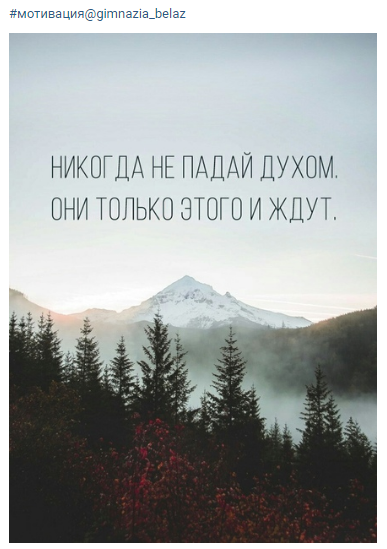 #мотивация@gimnazia_belaz
НИКОГДА НЕ ПАДАЙ ДУХОМ.
ОНИ ТОЛЬКО ЭТОГО И ЖДУТ.